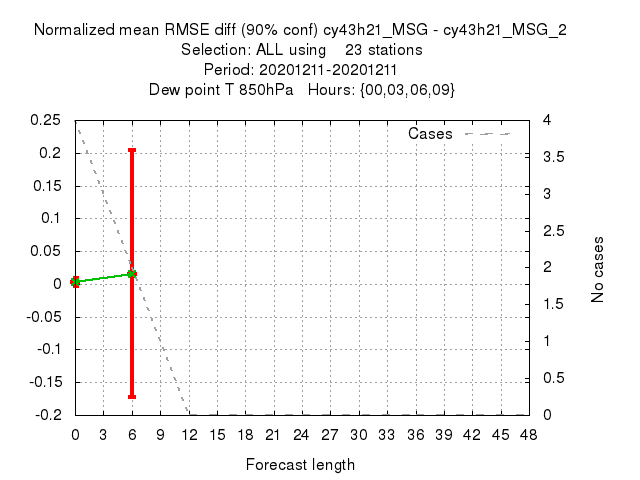 Normalized mean RMSE diff (90% conf) cy43h21_MSG - cy43h21_MSG_2
Selection: ALL using    23 stations
Period: 20201211-20201211
Dew point T 850hPa   Hours: {00,03,06,09}
Cases
0.25
0.2
0.15
0.1
0.05
0
-0.05
-0.1
-0.15
-0.2
4
3.5
3
2.5
2
1.5
1
0.5
0
No cases
0 3 6 9 12 15 18 21 24 27 30 33 36 39 42 45 48
Forecast length